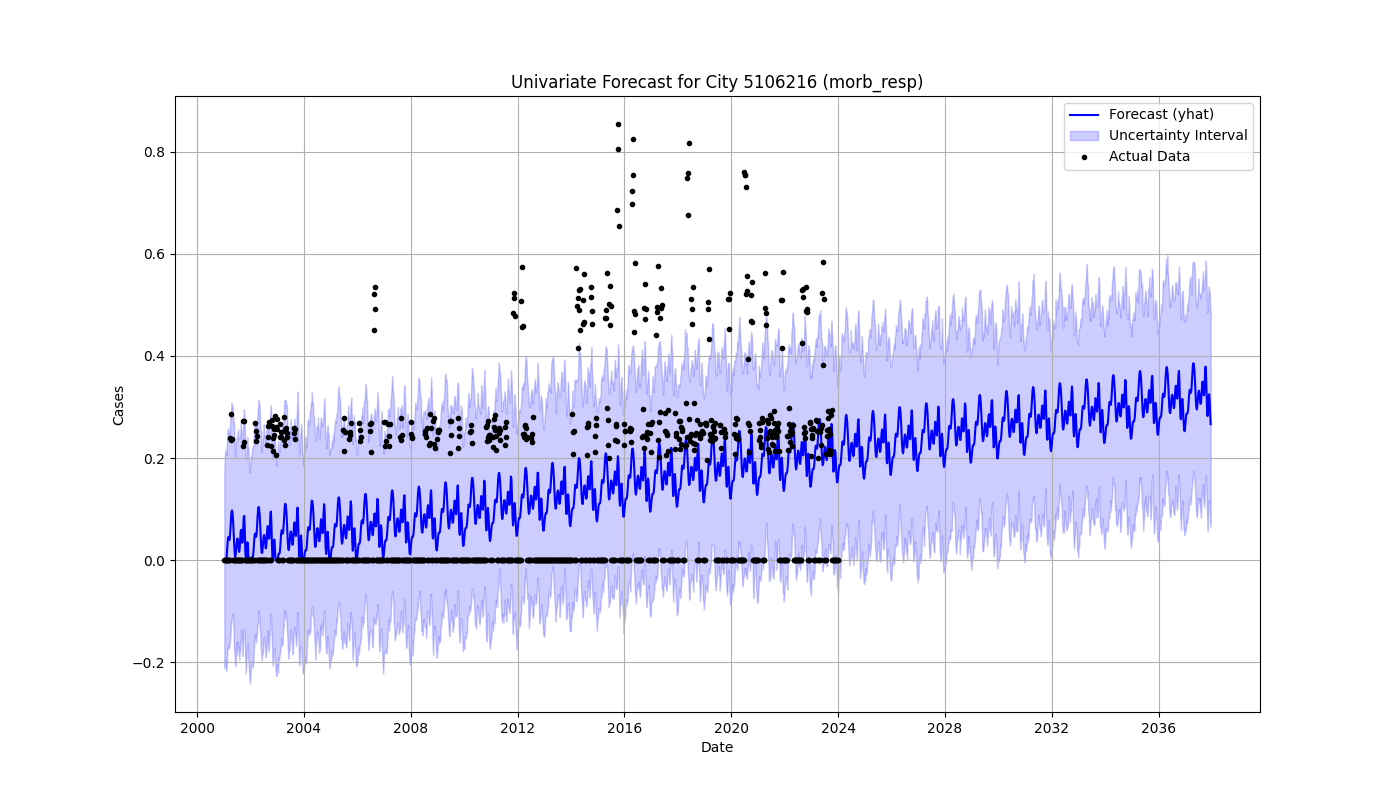 Univariate Forecast for City 5106216 (morb_resp)
Forecast (yhat)
Uncertainty Interval
Actual Data
Cases
0.8
0.6
0.4
0.2
0.0
−0.2
2000 2004 2008 2012 2016 2020 2024 2028 2032 2036
Date